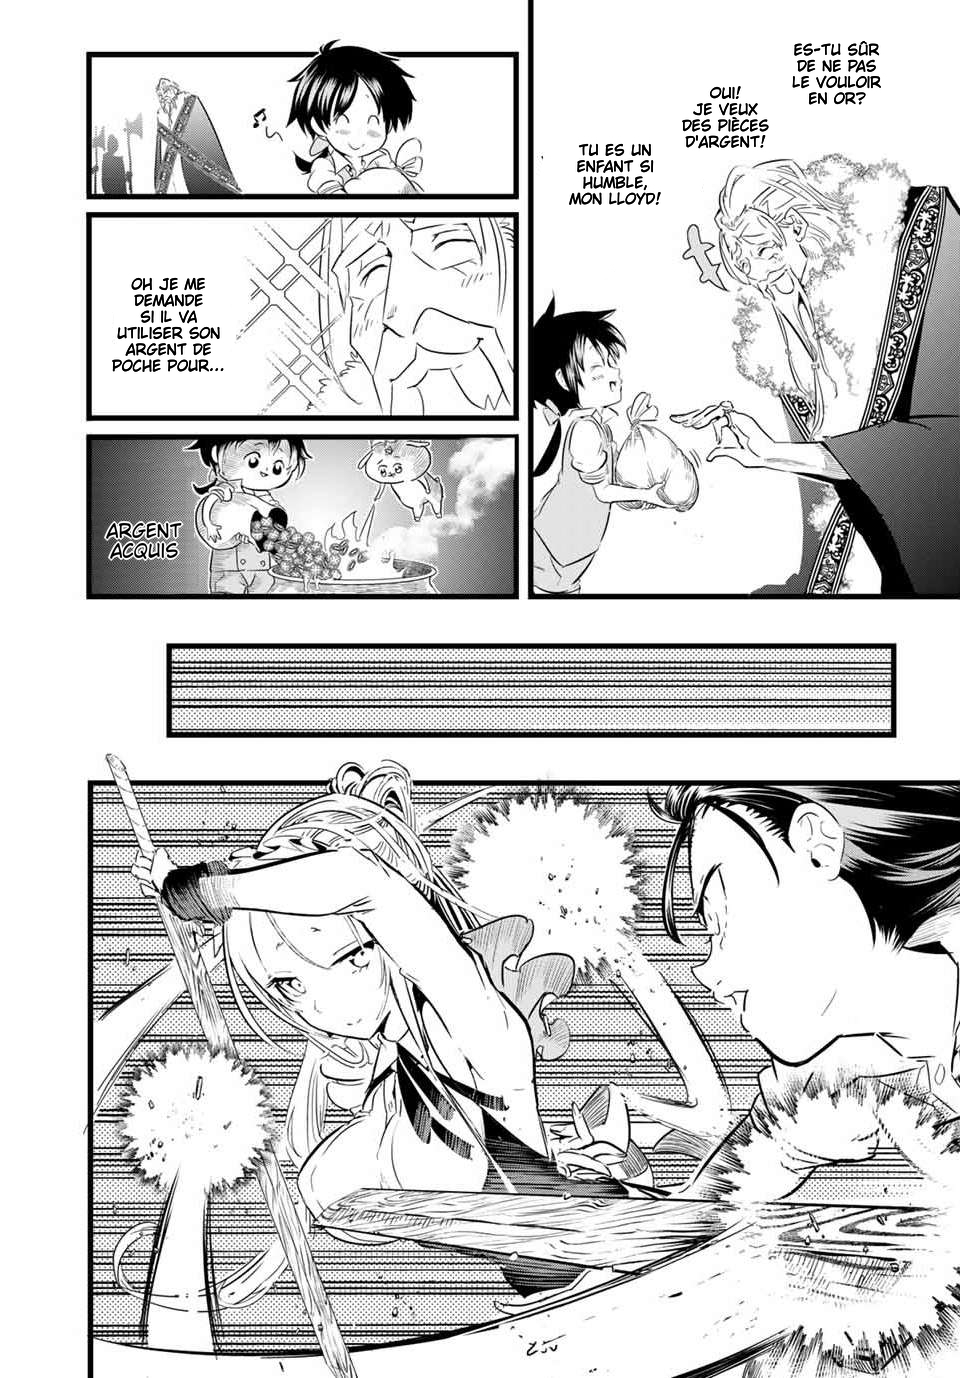 ES-TU SÛR
DE NE PAS
LE VOULOIR
EN OR?
OUI!
JE VEUX
DES PIÈCES
D'ARGENT!
TU ES UN
ENFANT SI
HUMBLE,
MON LLOYD!
OH JE ME
DEMANDE
SI IL VA
UTILISER SON
ARGENT DE
POCHE POUR...
ARGENT
ACQUIS